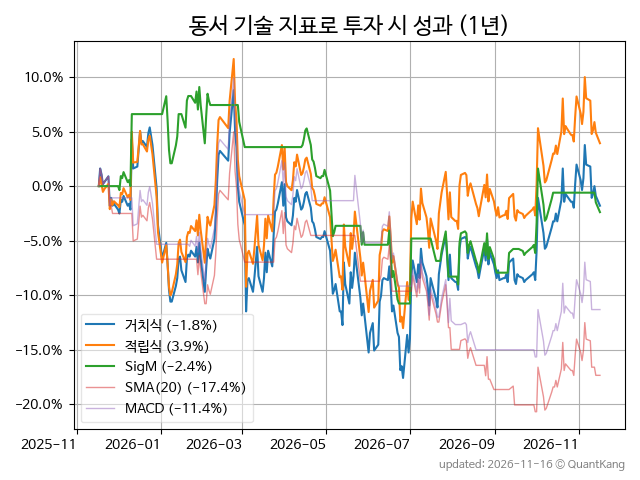 동서 기술 지표로 투자 시 성과 (1년)
10.0%
5.0%
0.0%
−5.0%
−10.0%
−15.0%
−20.0%
거치식 (−1.8%)
적립식 (3.9%)
SigM (−2.4%)
SMA(20) (−17.4%)
MACD (−11.4%)
2025-11 2026-01 2026-03 2026-05 2026-07 2026-09 2026-11
updated: 2026-11-16 © QuantKang